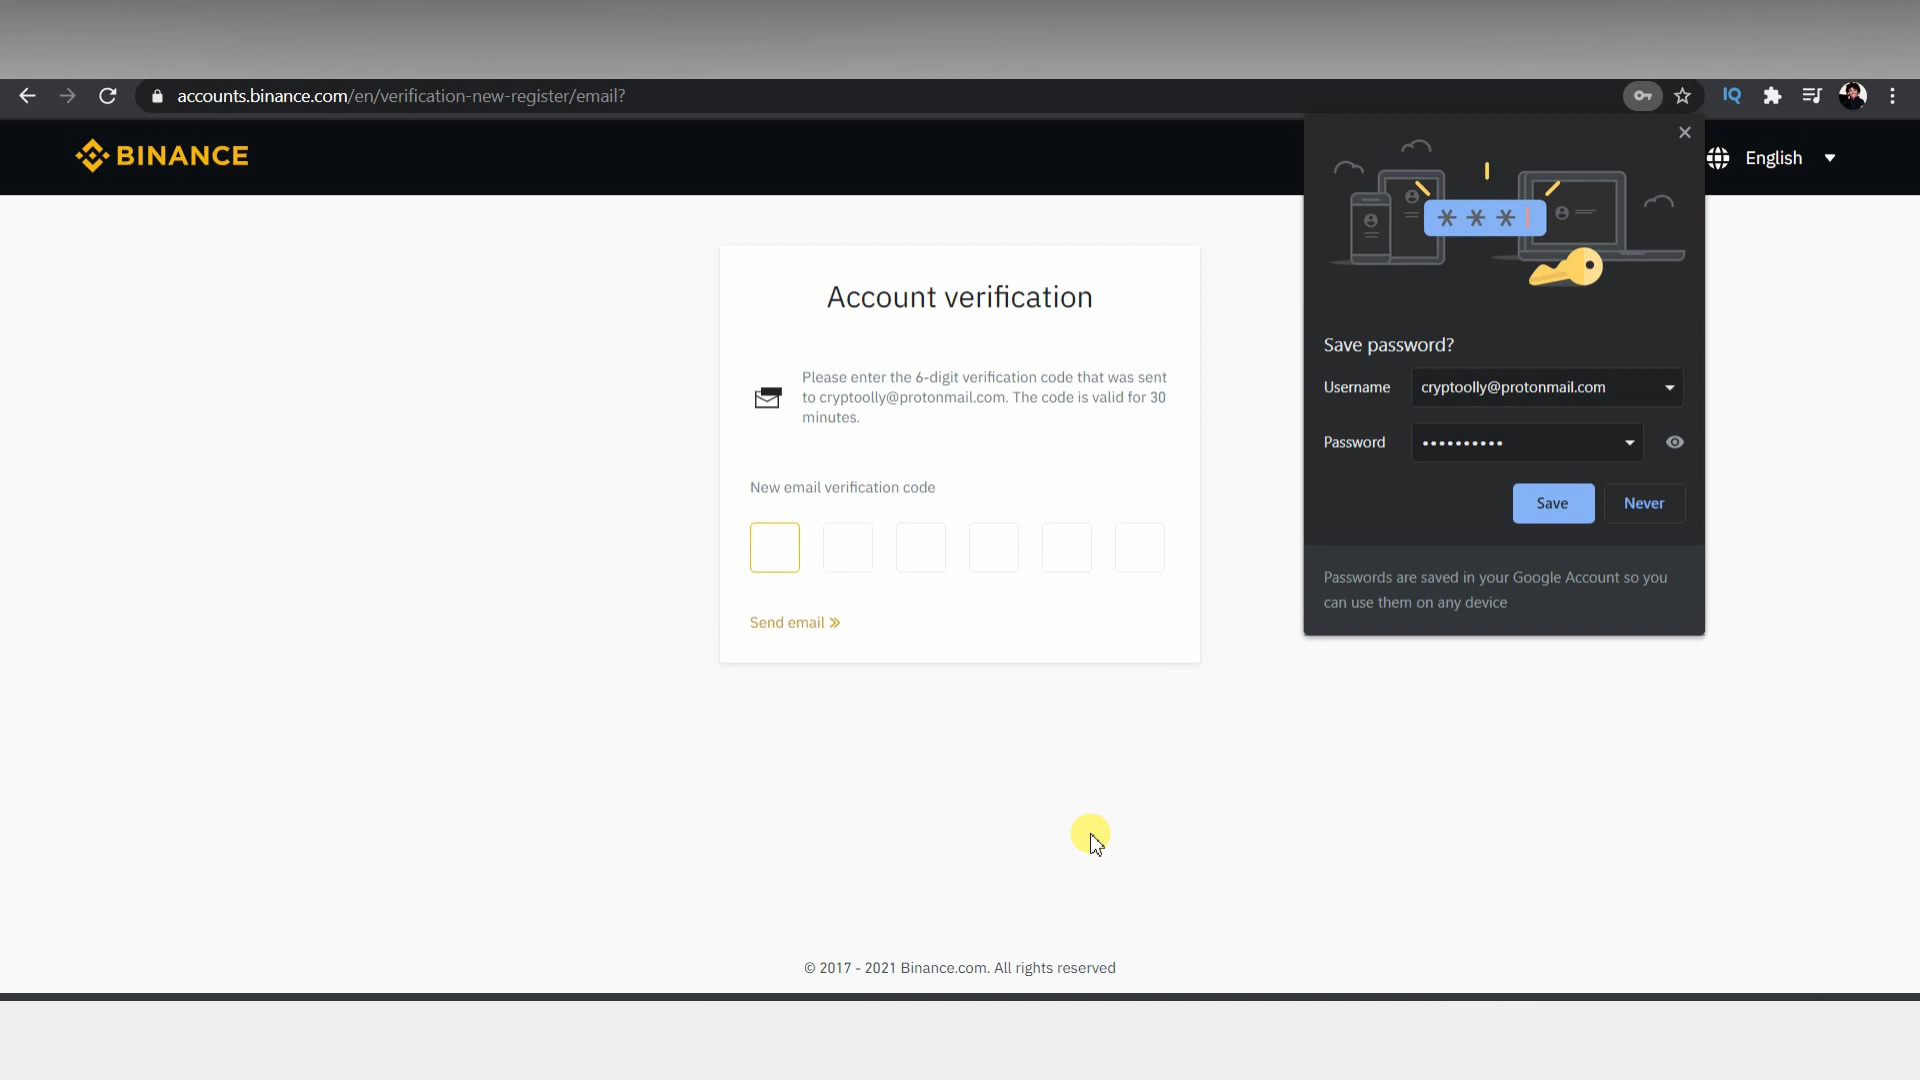 accounts.binance.com/en/verification-new-register/email?
IQ
BINANCE
English
Account verification
Please enter the 6-digit verification code that was sent
to cryptoolly@protonmail.com. The code is valid for 30
minutes.
New email verification code
Send email »
* * *
Save password?
Username cryptoolly@protonmail.com
Password ••••••••••
Save Never
Passwords are saved in your Google Account so you
can use them on any device
© 2017 - 2021 Binance.com. All rights reserved